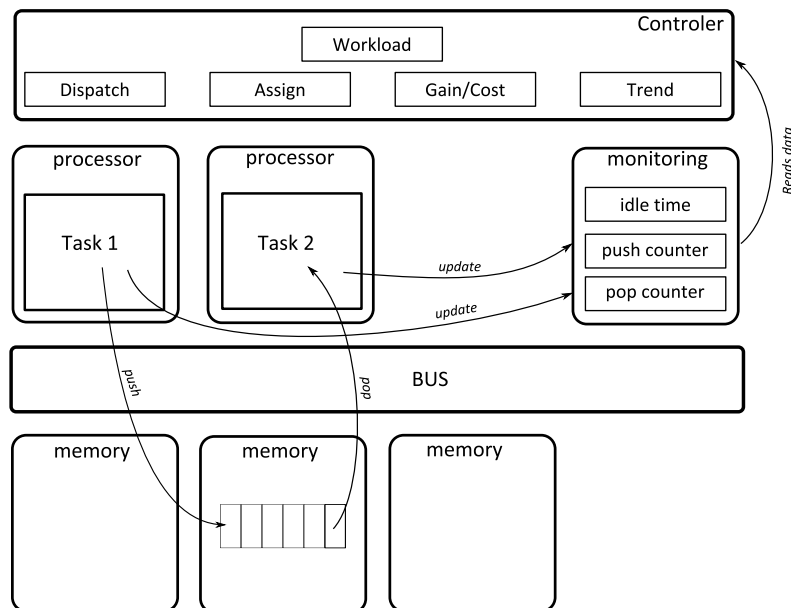 Controler
Workload
Dispatch
Assign
Gain/Cost
Trend
Reads data
processor
processor
monitoring
Task 1
Task 2
idle time
push counter
pop counter
update
update
push
pop
BUS
memory
memory
memory